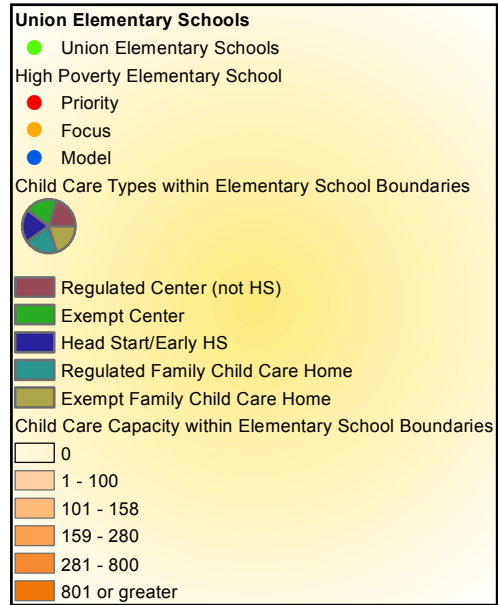 Union Elementary Schools
Union Elementary Schools
High Poverty Elementary School
Priority
Focus
Model
Child Care Types within Elementary School Boundaries
Regulated Center (not HS)
Exempt Center
Head Start/Early HS
Regulated Family Child Care Home
Exempt Family Child Care Home
Child Care Capacity within Elementary School Boundaries
0
1 - 100
101 - 158
159 - 280
281 - 800
801 or greater